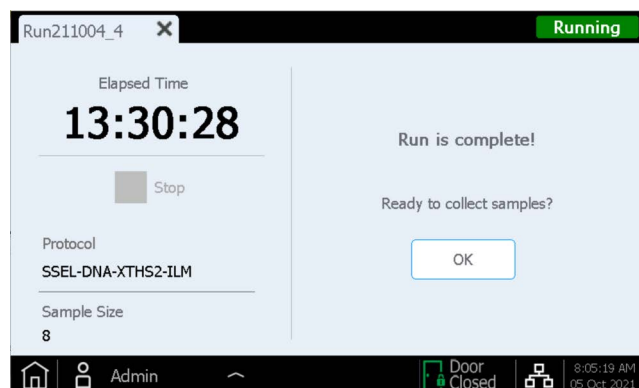 Run211004_4
Running
Elapsed Time
13:30:28
Stop
Protocol
SSEL-DNA-XTHS2-ILM
Sample Size
8
Run is complete!
Ready to collect samples?
OK
Admin
Door
Closed
8:05:19 AM
05 Oct 2021